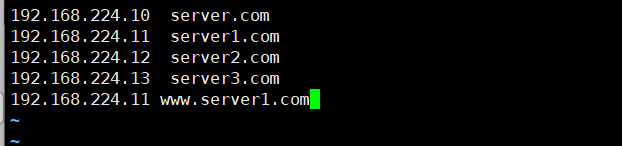 192.168.224.10  server.com
192.168.224.11  server1.com
192.168.224.12  server2.com
192.168.224.13  server3.com
192.168.224.11 www.server1.com
~
~